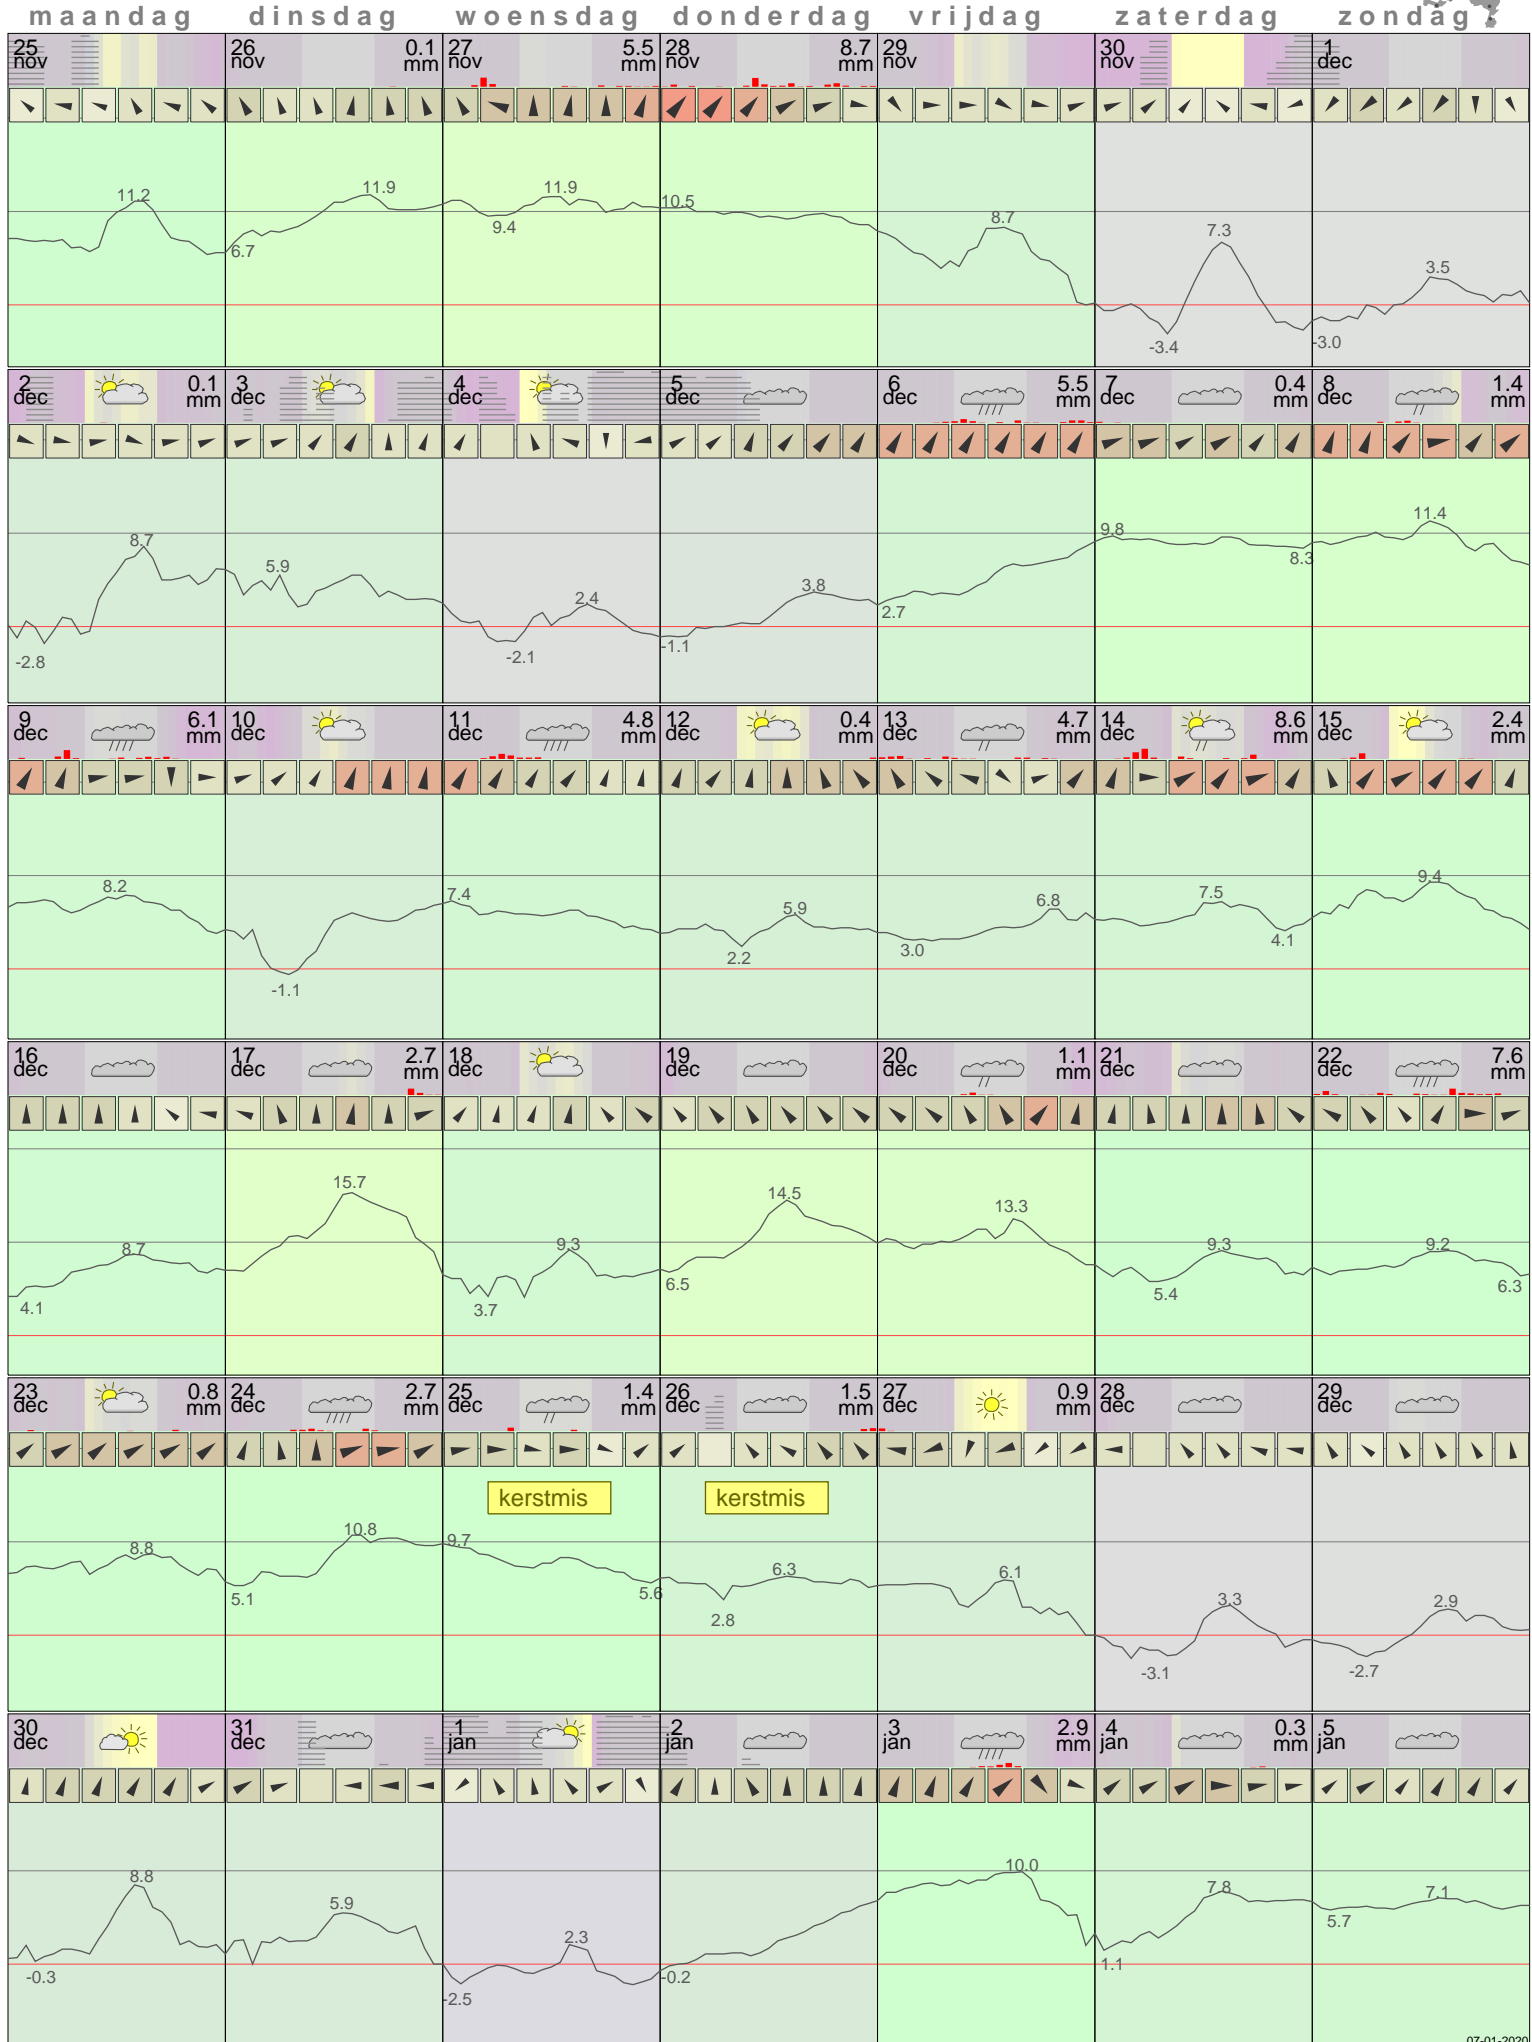 maandag dinsdag woensdag donderdag vrijdag zaterdag zondag
25 nov
26 nov 0.1 mm
27 nov 5.5 mm
28 nov 8.7 mm
29 nov
30 nov
1 dec
11.2
6.7 11.9
9.4 11.9
10.5
8.7
-3.4 7.3
-3.0 3.5
2 dec 0.1 mm
3 dec
4 dec
5 dec
6 dec 5.5 mm
7 dec 0.4 mm
8 dec 1.4 mm
-2.8 8.7
5.9
-2.1 2.4
-1.1 3.8
2.7
9.8 8.3
11.4
9 dec 6.1 mm
10 dec
11 dec 4.8 mm
12 dec 0.4 mm
13 dec 4.7 mm
14 dec 8.6 mm
15 dec 2.4 mm
8.2
-1.1
7.4
2.2 5.9
3.0 6.8
7.5 4.1
9.4
16 dec
17 dec 2.7 mm
18 dec
19 dec
20 dec 1.1 mm
21 dec
22 dec 7.6 mm
4.1 8.7
15.7
3.7 9.3
6.5 14.5
13.3
5.4 9.3
9.2 6.3
23 dec 0.8 mm
24 dec 2.7 mm
25 dec 1.4 mm
26 dec 1.5 mm
27 dec 0.9 mm
28 dec
29 dec
kerstmis kerstmis
8.8
5.1 10.8
9.7 5.6
2.8 6.3
6.1
-3.1 3.3
-2.7 2.9
30 dec
31 dec
1 jan
2 jan
3 jan 2.9 mm
4 jan 0.3 mm
5 jan
-0.3 8.8
5.9
-2.5 2.3
-0.2
10.0
1.1 7.8
5.7 7.1
07-01-2020